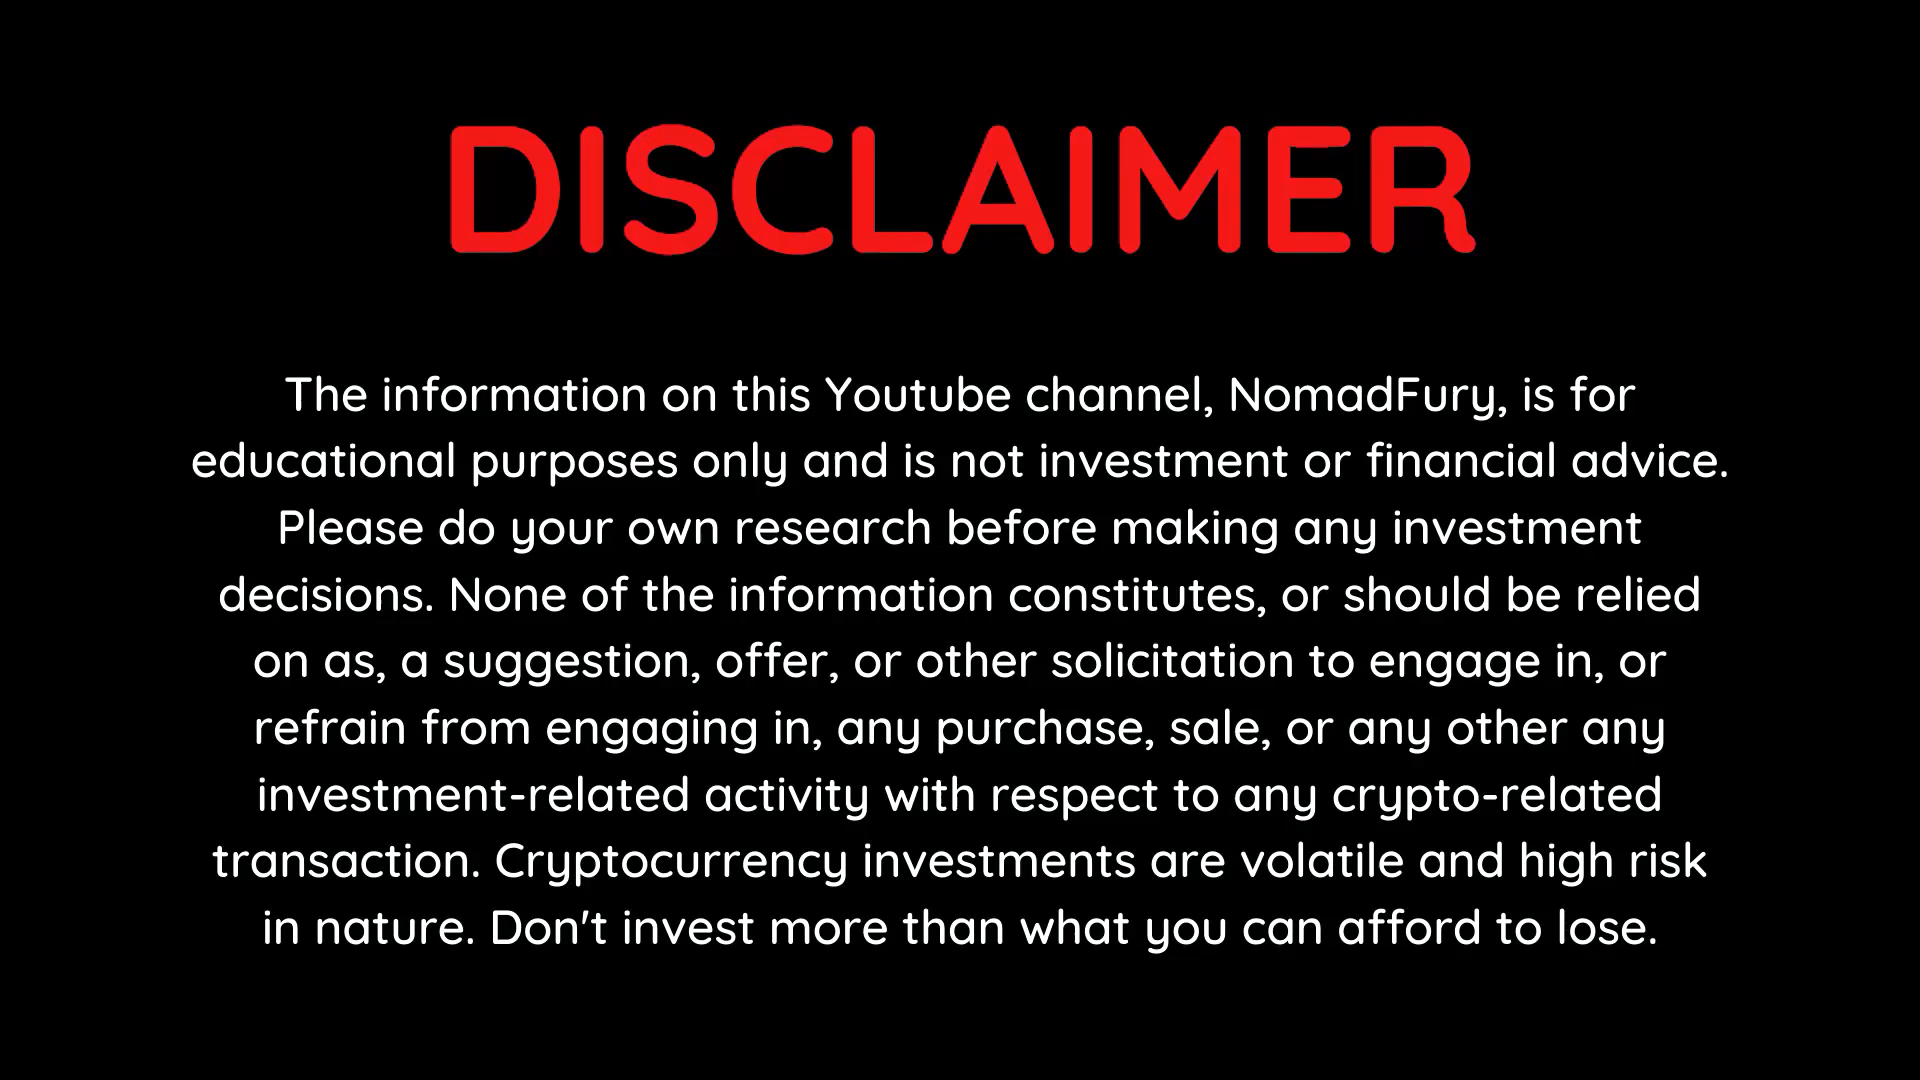 DISCLAIMER
The information on this Youtube channel, NomadFury, is for
educational purposes only and is not investment or financial advice.
Please do your own research before making any investment
decisions. None of the information constitutes, or should be relied
on as, a suggestion, offer, or other solicitation to engage in, or
refrain from engaging in, any purchase, sale, or any other any
investment-related activity with respect to any crypto-related
transaction. Cryptocurrency investments are volatile and high risk
in nature. Don't invest more than what you can afford to lose.